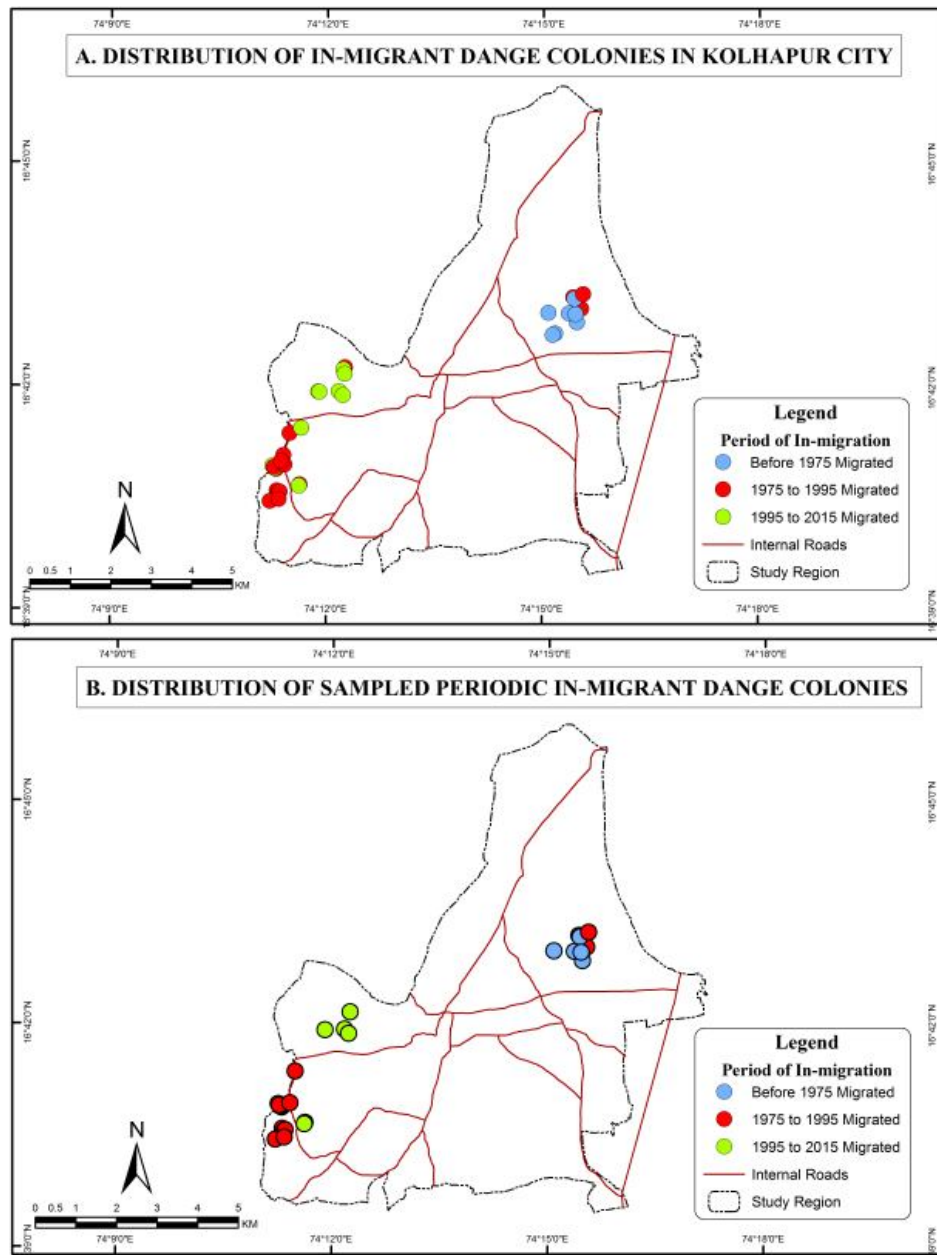 74°9'0"E 74°12'0"E 74°15'0"E 74°18'0"E
A. DISTRIBUTION OF IN-MIGRANT DANGE COLONIES IN KOLHAPUR CITY
16°45'0"N 16°45'0"N
16°42'0"N 16°42'0"N
Legend
Period of In-migration
Before 1975 Migrated
1975 to 1995 Migrated
1995 to 2015 Migrated
Internal Roads
Study Region
N
0 0.5 1 2 3 4 5
KM
16°39'0"N 16°39'0"N
74°9'0"E 74°12'0"E 74°15'0"E 74°18'0"E
74°9'0"E 74°12'0"E 74°15'0"E 74°18'0"E
B. DISTRIBUTION OF SAMPLED PERIODIC IN-MIGRANT DANGE COLONIES
16°45'0"N 16°45'0"N
16°42'0"N 16°42'0"N
Legend
Period of In-migration
Before 1975 Migrated
1975 to 1995 Migrated
1995 to 2015 Migrated
Internal Roads
Study Region
N
0 0.5 1 2 3 4 5
KM
74°9'0"E 74°12'0"E 74°15'0"E 74°18'0"E